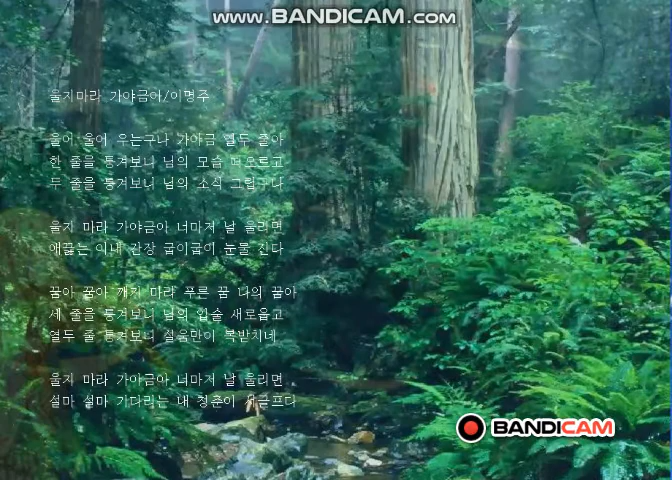 www.BANDICAM.com
울지마라 가야금아/이명주
울어 울어 우는구나 가야금 열두 줄아
한 줄을 퉁겨보니 님의 모습 떠오르고
두 줄을 퉁겨보니 님의 소식 그립구나
울지 마라 가야금아 너마저 날 울리면
애끓는 이내 간장 굽이굽이 눈물 진다
꿈아 꿈아 깨지 마라 푸른 꿈 나의 꿈아
세 줄을 퉁겨보니 님의 입술 새로웁고
열두 줄 퉁겨보니 설움만이 복받치네
울지 마라 가야금아 너마저 날 울리면
설마 설마 기다리는 내 청춘이 서글프다
BANDICAM